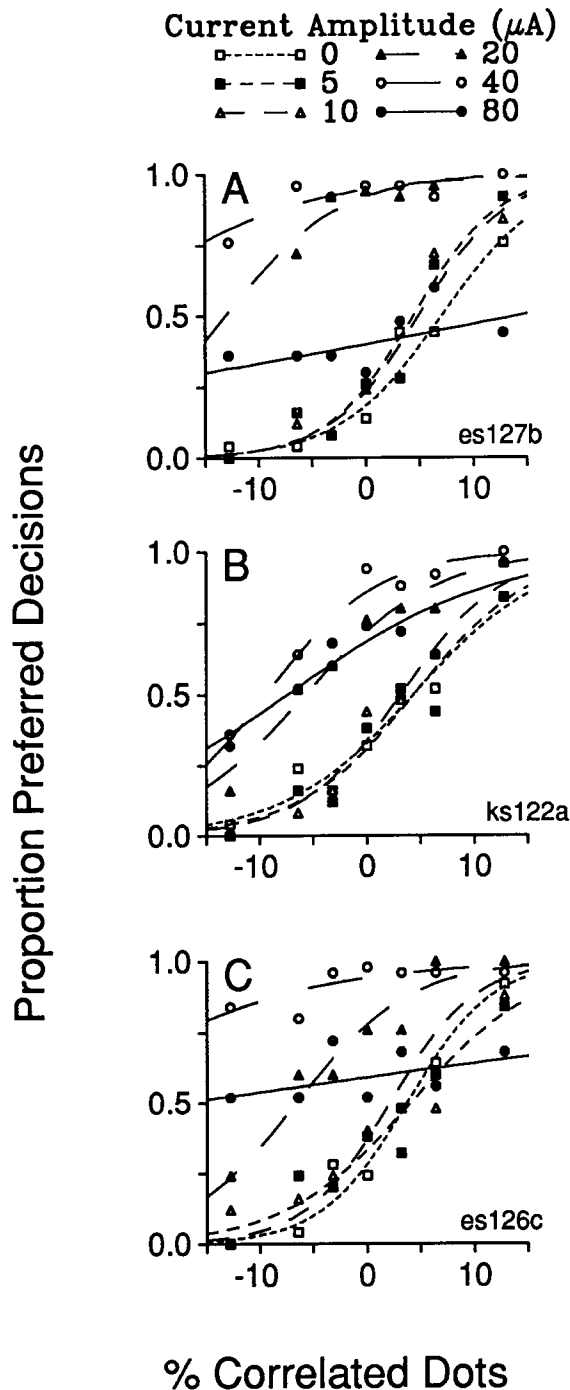 Current Amplitude (μA)
0 20
5 40
10 80
Proportion Preferred Decisions
A
1.0
0.5
0.0
-10 0 10
es127b
B
1.0
0.5
0.0
-10 0 10
ks122a
C
1.0
0.5
0.0
-10 0 10
es126c
% Correlated Dots